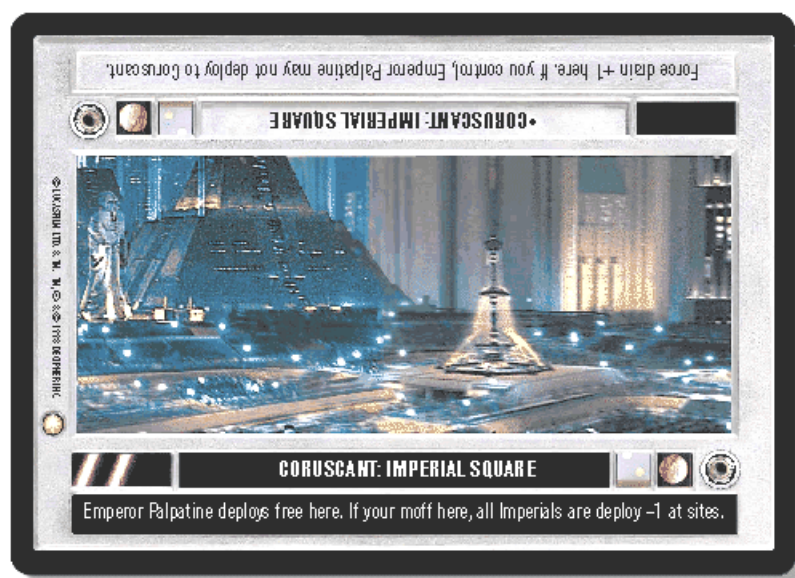 Force drain +1 here. If you control, Emperor Palpatine may not deploy to Coruscant.
•CORUSCANT: IMPERIAL SQUARE
CORUSCANT: IMPERIAL SQUARE
Emperor Palpatine deploys free here. If your moff here, all Imperials are deploy –1 at sites.